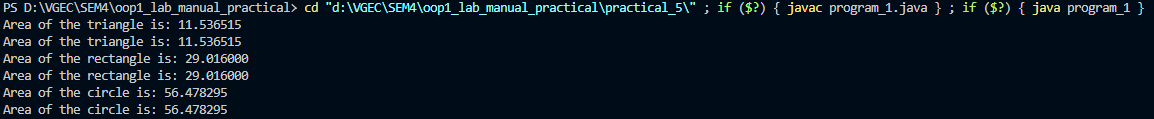 PS D:\VGEC\SEM4\oop1_lab_manual_practical> cd "d:\VGEC\SEM4\oop1_lab_manual_practical\practical_5\" ; if ($?) { javac program_1.java } ; if ($?) { java program_1 }
Area of the triangle is: 11.536515
Area of the triangle is: 11.536515
Area of the rectangle is: 29.016000
Area of the rectangle is: 29.016000
Area of the circle is: 56.478295
Area of the circle is: 56.478295